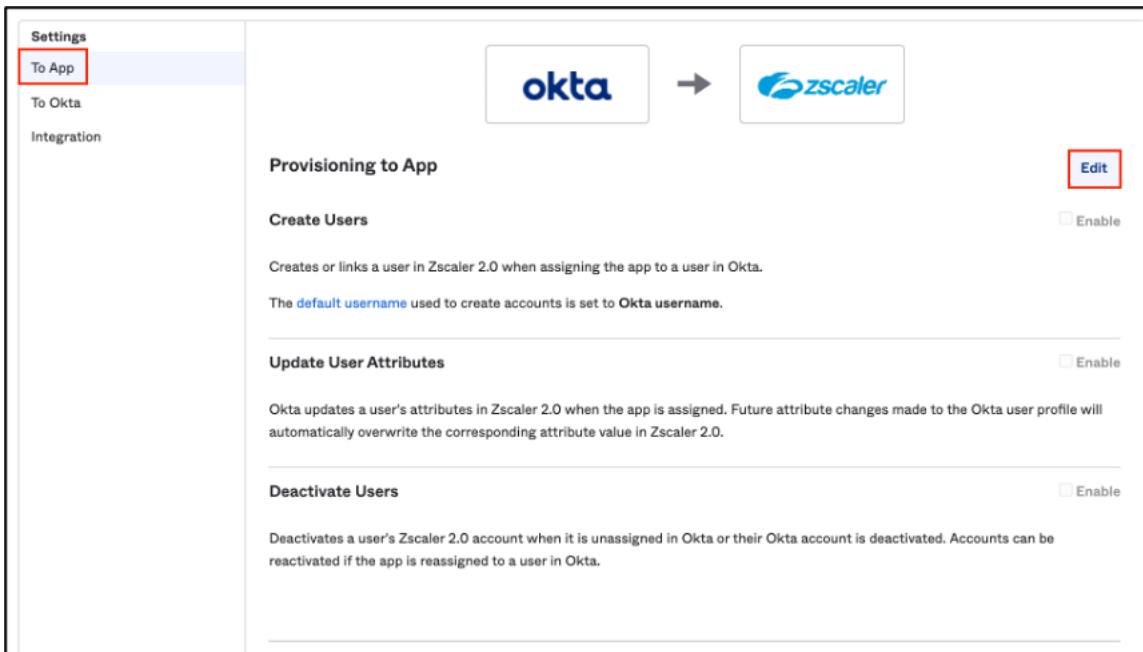 Settings
To App
To Okta
Integration
okta
zscaler
Provisioning to App
Edit
Create Users
Enable
Creates or links a user in Zscaler 2.0 when assigning the app to a user in Okta.
The default username used to create accounts is set to Okta username.
Update User Attributes
Enable
Okta updates a user's attributes in Zscaler 2.0 when the app is assigned. Future attribute changes made to the Okta user profile will
automatically overwrite the corresponding attribute value in Zscaler 2.0.
Deactivate Users
Enable
Deactivates a user's Zscaler 2.0 account when it is unassigned in Okta or their Okta account is deactivated. Accounts can be
reactivated if the app is reassigned to a user in Okta.